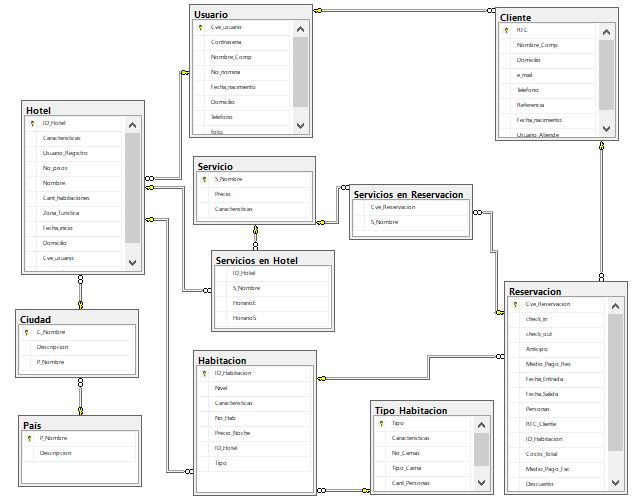 Usuario
Cve_usuario
Contrasena
Nombre_Comp
No_nomina
Fecha_nacimento
Domicilio
Telefono
foto
Cliente
RFC
Nombre_Comp
Domicilio
e_mail
Telefono
Referencia
Fecha_nacimento
Usuario_Atiende
Hotel
ID_Hotel
Caracteristicas
Usuario_Registro
No_pisos
Nombre
Cant_habitaciones
Zona_Turistica
Fecha_inicio
Domicilio
Cve_usuario
Servicio
S_Nombre
Precio
Caracteristicas
Servicios en Reservacion
Cve_Reservacion
S_Nombre
Servicios en Hotel
ID_Hotel
S_Nombre
HorarioE
HorarioS
Ciudad
C_Nombre
Descripcion
P_Nombre
Pais
P_Nombre
Descripcion
Habitacion
ID_Habitacion
Nivel
Caracteristicas
No_Hab
Precio_Noche
ID_Hotel
Tipo
Tipo Habitacion
Tipo
Caracteristicas
No_Camas
Tipo_Cama
Cant_Personas
Reservacion
Cve_Reservacion
check_in
check_out
Anticipo
Medio_Pago_Res
Fecha_Entrada
Fecha_Salida
Personas
RFC_Cliente
ID_Habitacion
Costo_Total
Medio_Pago_Fac
Descuento